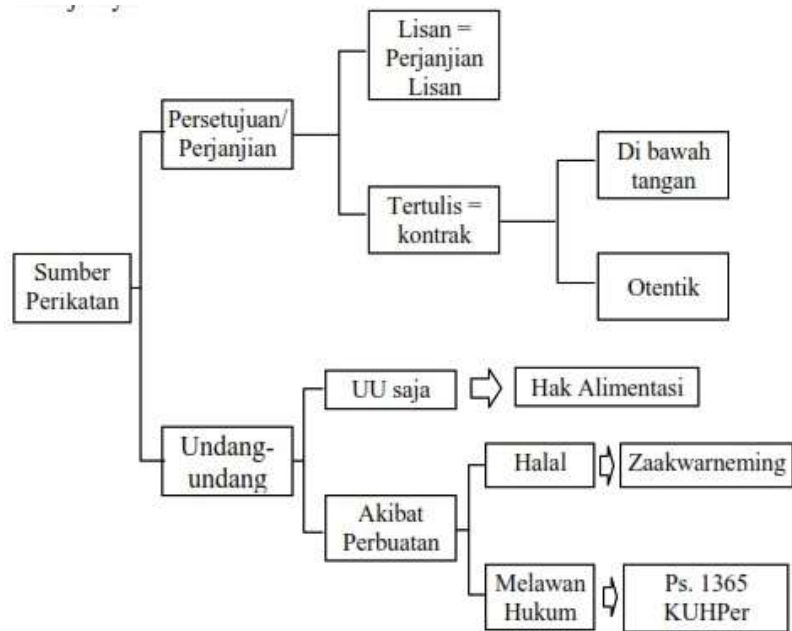 Lisan =
Perjanjian
Lisan
Persetujuan/
Perjanjian
Di bawah
tangan
Tertulis =
kontrak
Sumber
Perikatan
Otentik
UU saja
Hak Alimentasi
Undang-
undang
Halal
Zaakwarneming
Akibat
Perbuatan
Melawan
Hukum
Ps. 1365
KUHPer